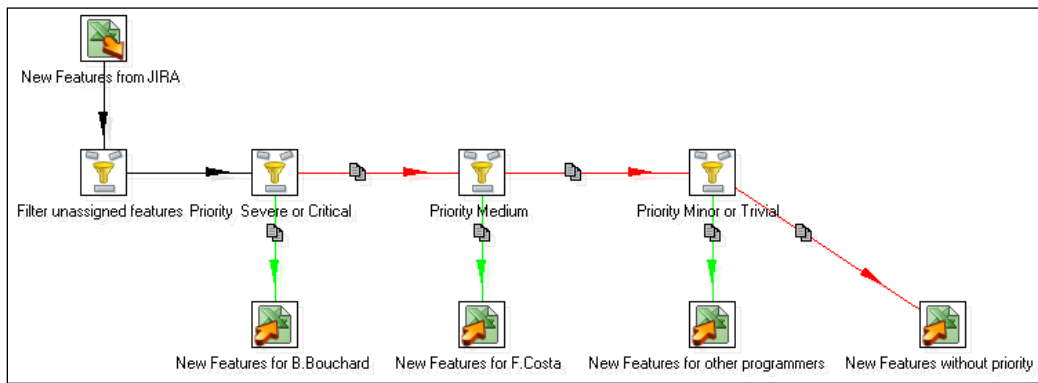 New Features from JIRA
Filter unassigned features
Priority Severe or Critical
Priority Medium
Priority Minor or Trivial
New Features for B.Bouchard
New Features for F.Costa
New Features for other programmers
New Features without priority